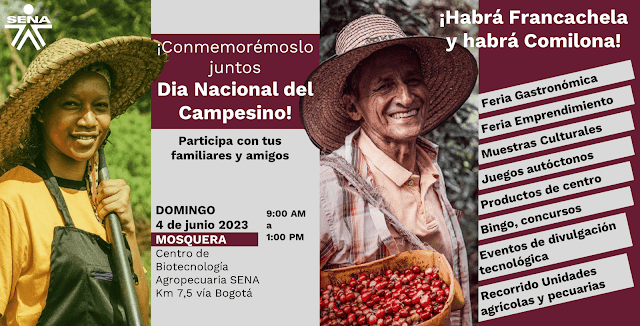 SENA
¡Conmemorémoslo
juntos
Dia Nacional del
Campesino!
Participa con tus
familiares y amigos
DOMINGO
4 de junio 2023
MOSQUERA
9:00 AM
a
1:00 PM
Centro de
Biotecnología
Agropecuaria SENA
Km 7,5 vía Bogotá
¡Habrá Francachela
y habrá Comilona!
Feria Gastronómica
Feria Emprendimiento
Muestras Culturales
Juegos autóctonos
Productos de centro
Bingo, concursos
Eventos de divulgación
tecnológica
Recorrido Unidades
agrícolas y pecuarias